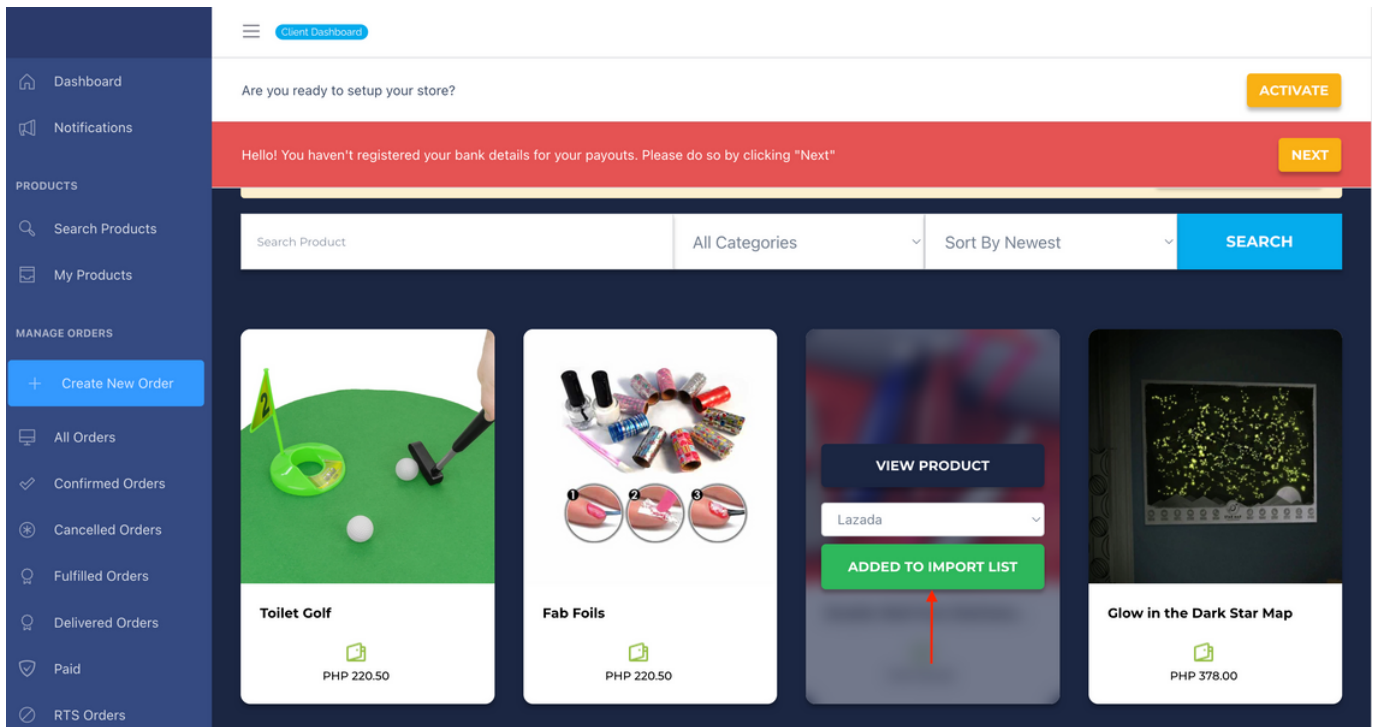 Client Dashboard
Dashboard
Notifications
PRODUCTS
Search Products
My Products
MANAGE ORDERS
Create New Order
All Orders
Confirmed Orders
Cancelled Orders
Fulfilled Orders
Delivered Orders
Paid
RTS Orders
Are you ready to setup your store?
ACTIVATE
Hello! You haven't registered your bank details for your payouts. Please do so by clicking "Next"
NEXT
Search Product
All Categories
Sort By Newest
SEARCH
2
Toilet Golf
PHP 220.50
1
2
3
Fab Foils
PHP 220.50
VIEW PRODUCT
Lazada
ADDED TO IMPORT LIST
Glow in the Dark Star Map
PHP 378.00